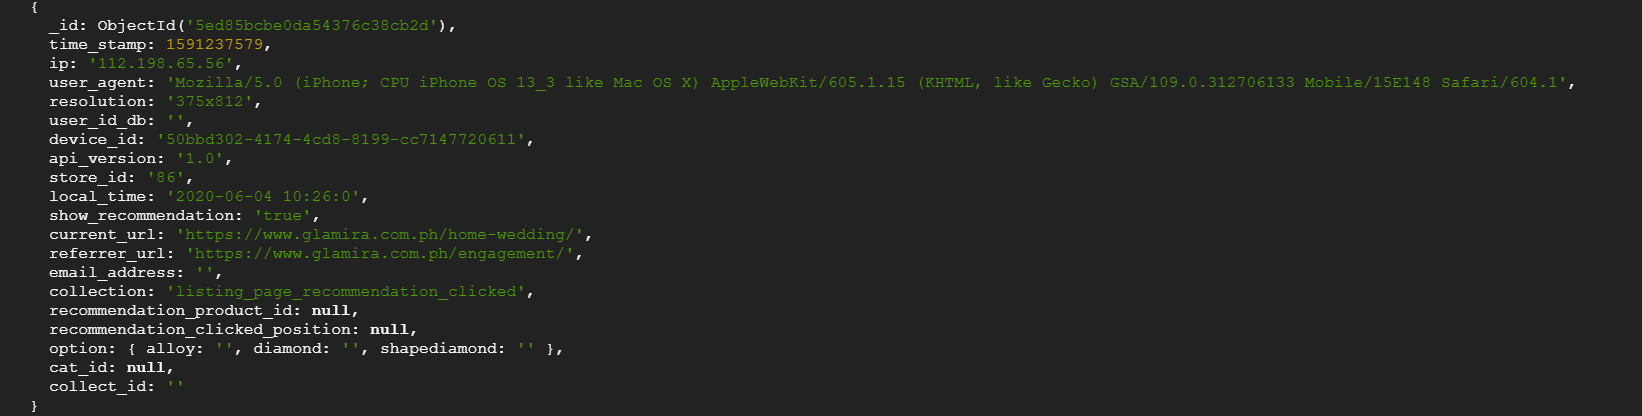 {
  _id: ObjectId('5ed85bcbe0da54376c38cb2d'),
  time_stamp: 1591237579,
  ip: '112.198.65.56',
  user_agent: 'Mozilla/5.0 (iPhone; CPU iPhone OS 13_3 like Mac OS X) AppleWebKit/605.1.15 (KHTML, like Gecko) GSA/109.0.312706133 Mobile/15E148 Safari/604.1',
  resolution: '375x812',
  user_id_db: '',
  device_id: '50bbd302-4174-4cd8-8199-cc7147720611',
  api_version: '1.0',
  store_id: '86',
  local_time: '2020-06-04 10:26:0',
  show_recommendation: 'true',
  current_url: 'https://www.glamira.com.ph/home-wedding/',
  referrer_url: 'https://www.glamira.com.ph/engagement/',
  email_address: '',
  collection: 'listing_page_recommendation_clicked',
  recommendation_product_id: null,
  recommendation_clicked_position: null,
  option: { alloy: '', diamond: '', shapediamond: '' },
  cat_id: null,
  collect_id: ''
}